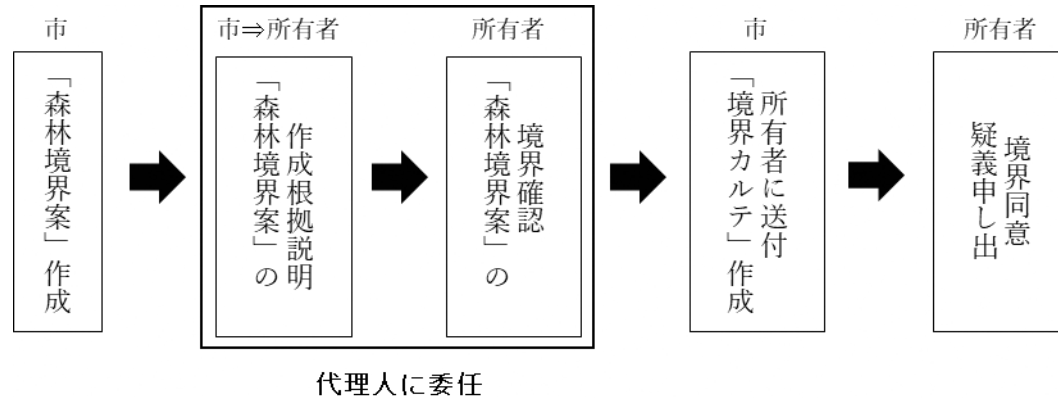 市
「森林境界案」作成
市⇒所有者
「森林境界案」の
作成根拠説明
所有者
「森林境界案」の
境界確認
市
「境界カルテ」作成
所有者に送付
所有者
疑義申し出
境界同意
代理人に委任